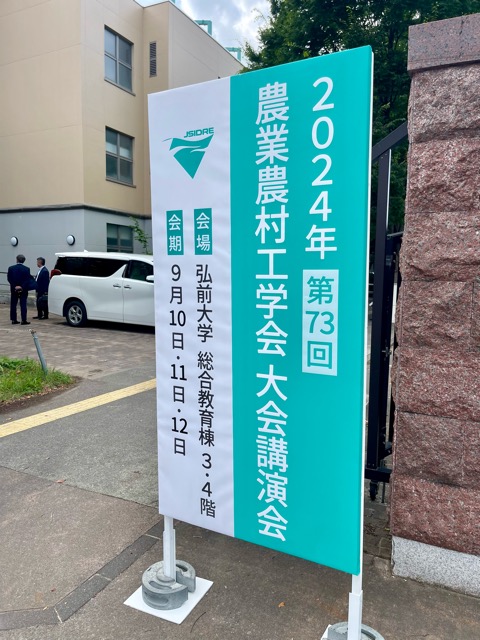 2024年 第73回
農業農村工学会 大会講演会
JSIDRE
会場 弘前大学 総合教育棟 3・4階
会期 9月10日・11日・12日